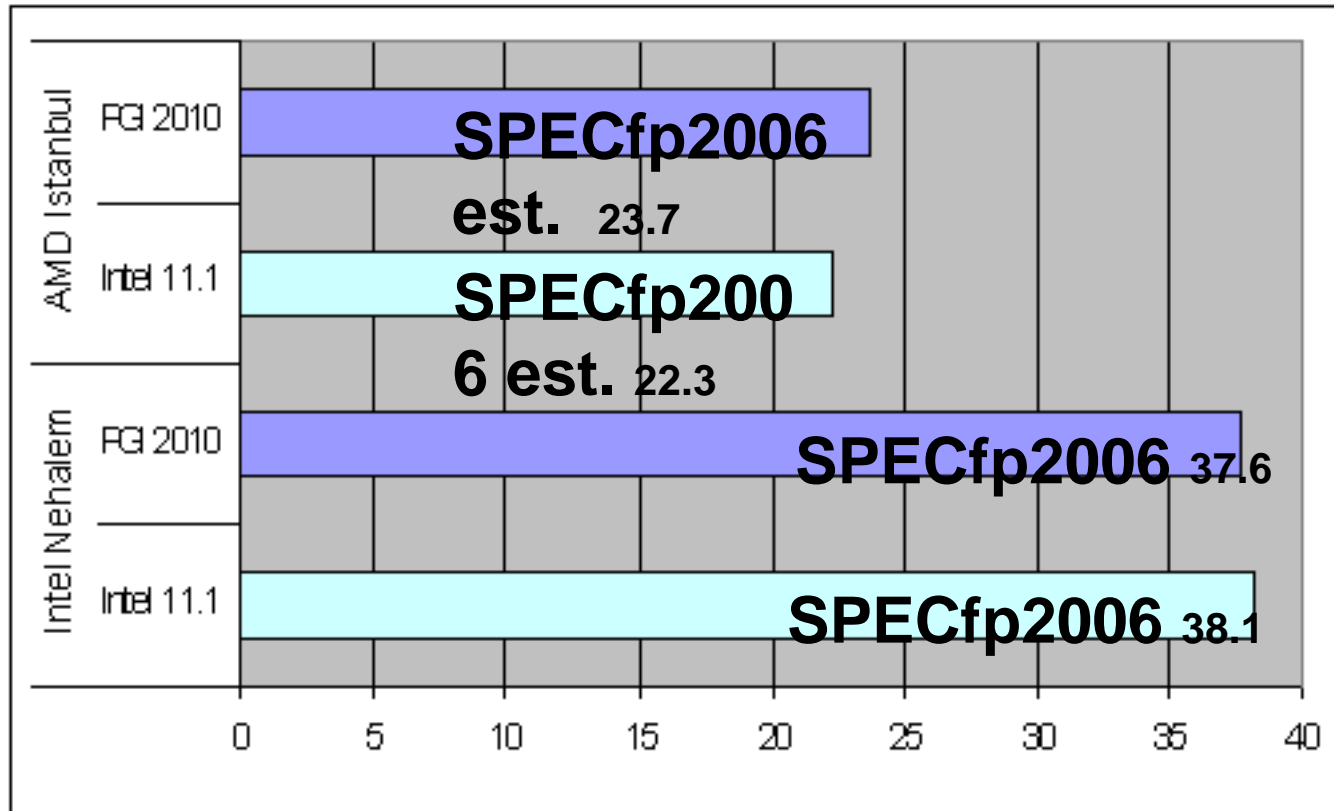 AMD Istanbul
PGI 2010
SPECfp2006
est. 23.7
Intel 11.1
SPECfp200
6 est. 22.3
Intel Nehalem
PGI 2010
SPECfp2006 37.6
Intel 11.1
SPECfp2006 38.1
0 5 10 15 20 25 30 35 40